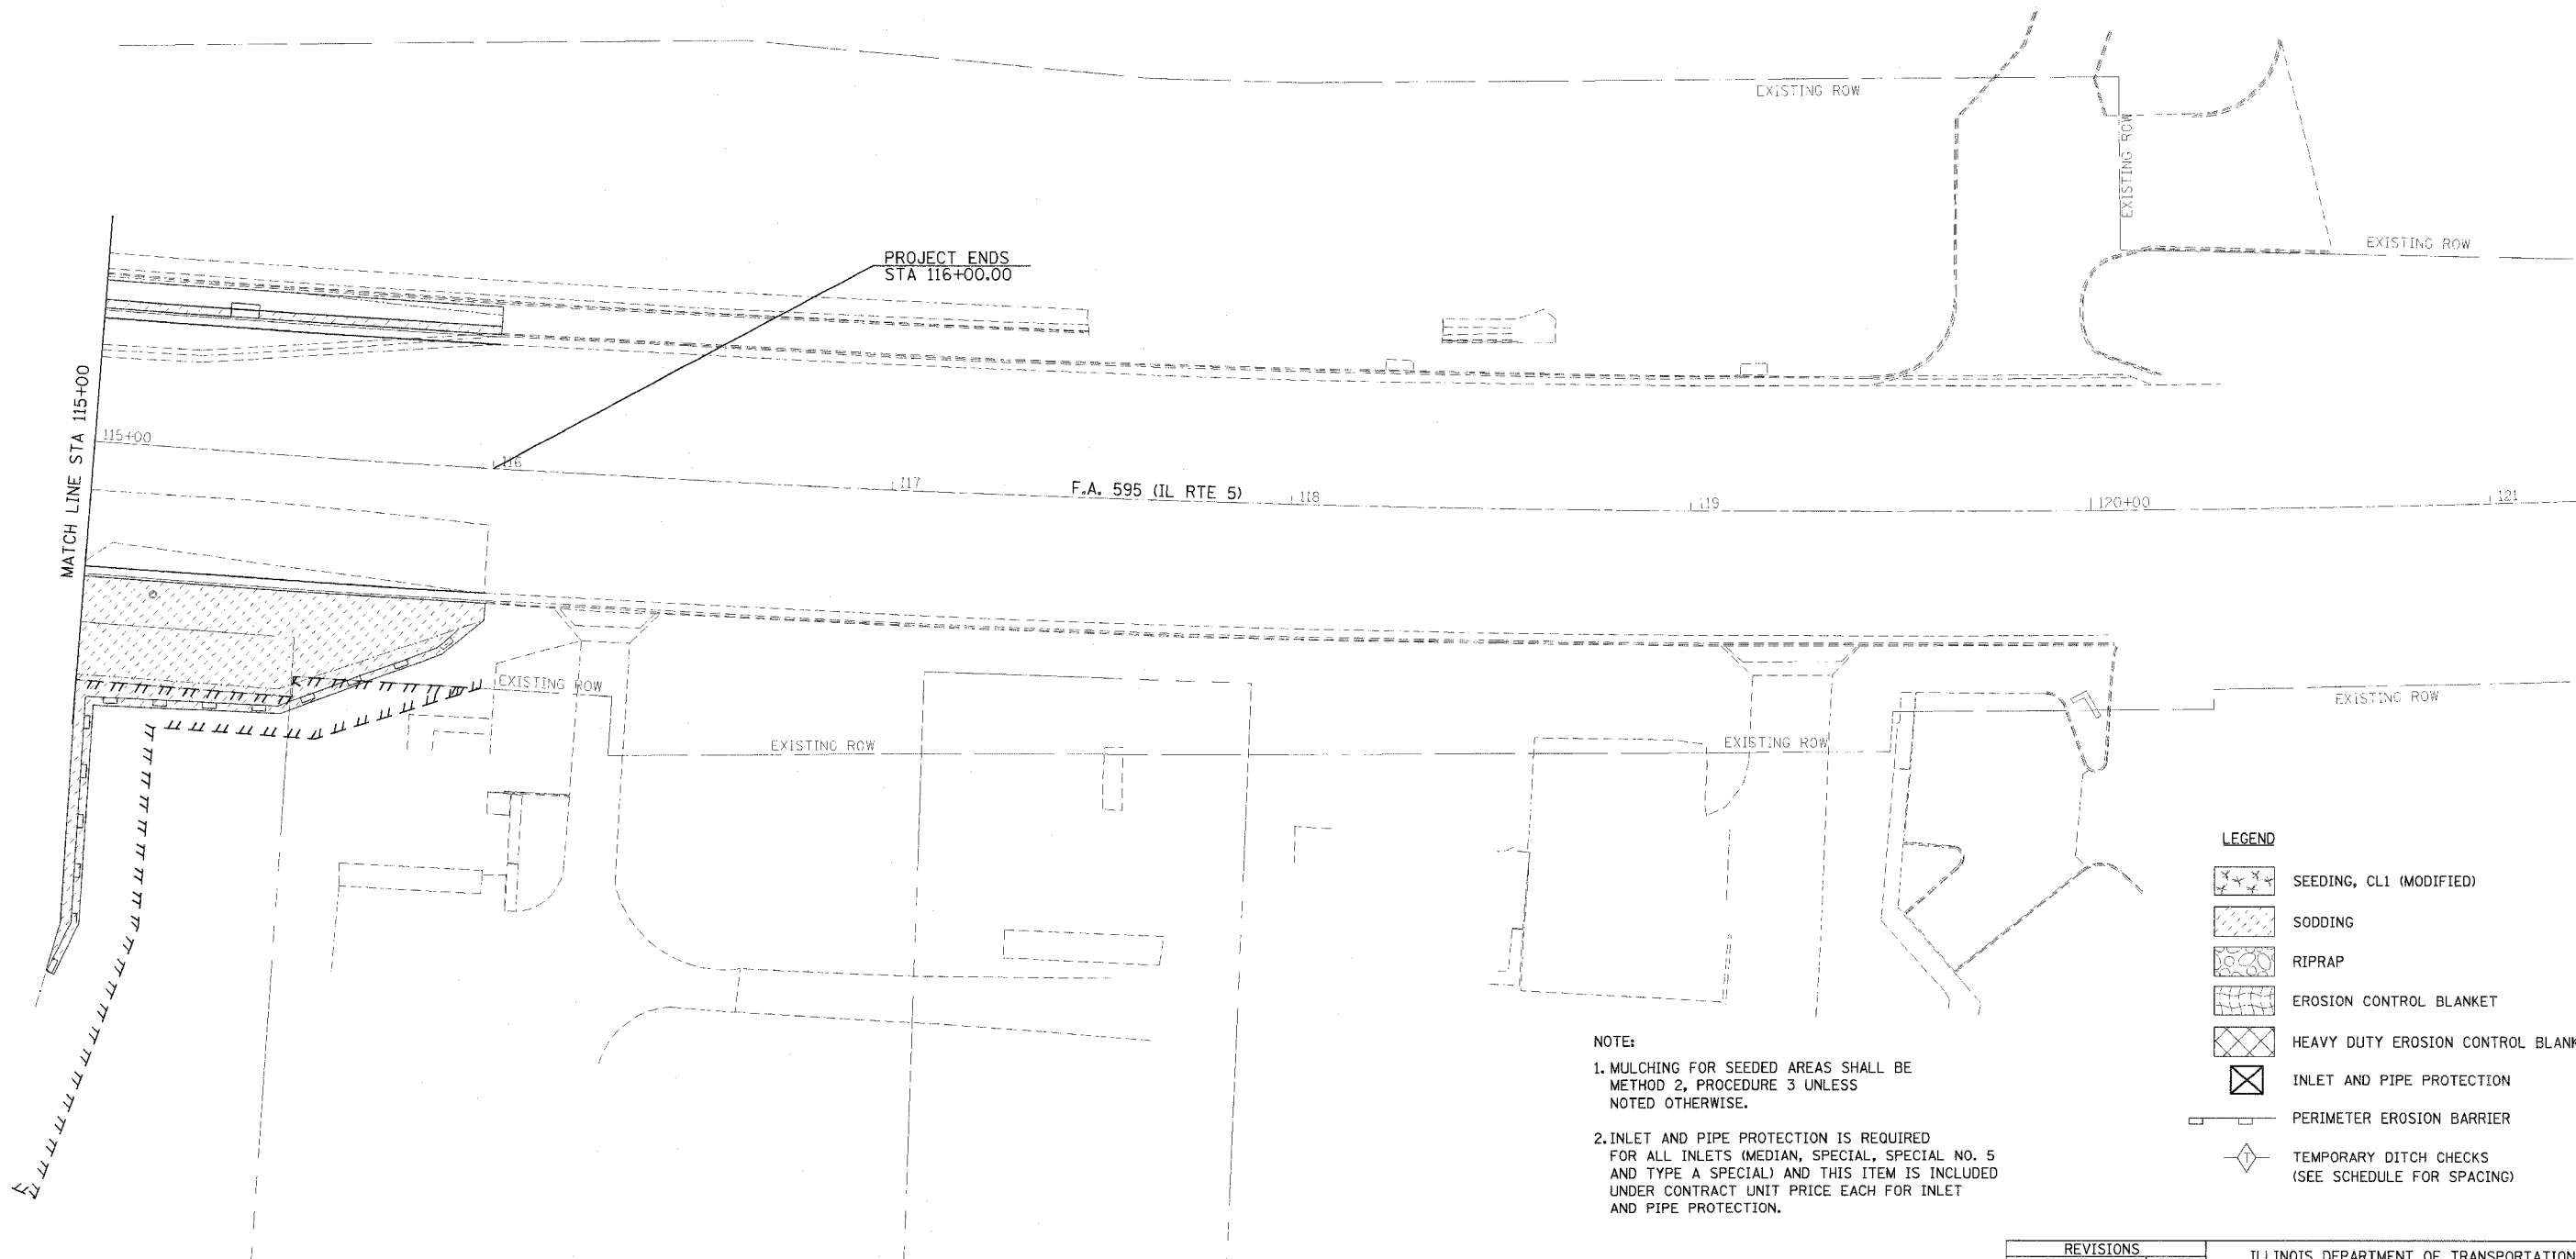 EXISTING ROW
EXISTING ROW
EXISTING ROW
PROJECT ENDS
STA 116+00.00
MATCH LINE STA 115+00
115+00
116
117
F.A. 595 (IL RTE 5)
118
119
120+00
121
EXISTING ROW
EXISTING ROW
EXISTING ROW
EXISTING ROW
LEGEND
SEEDING, CL1 (MODIFIED)
SODDING
RIPRAP
EROSION CONTROL BLANKET
HEAVY DUTY EROSION CONTROL BLANK
INLET AND PIPE PROTECTION
PERIMETER EROSION BARRIER
T
TEMPORARY DITCH CHECKS
(SEE SCHEDULE FOR SPACING)
NOTE:
1. MULCHING FOR SEEDED AREAS SHALL BE
METHOD 2, PROCEDURE 3 UNLESS
NOTED OTHERWISE.
2. INLET AND PIPE PROTECTION IS REQUIRED
FOR ALL INLETS (MEDIAN, SPECIAL, SPECIAL NO. 5
AND TYPE A SPECIAL) AND THIS ITEM IS INCLUDED
UNDER CONTRACT UNIT PRICE EACH FOR INLET
AND PIPE PROTECTION.
REVISIONS
ILLINOIS DEPARTMENT OF TRANSPORTATION